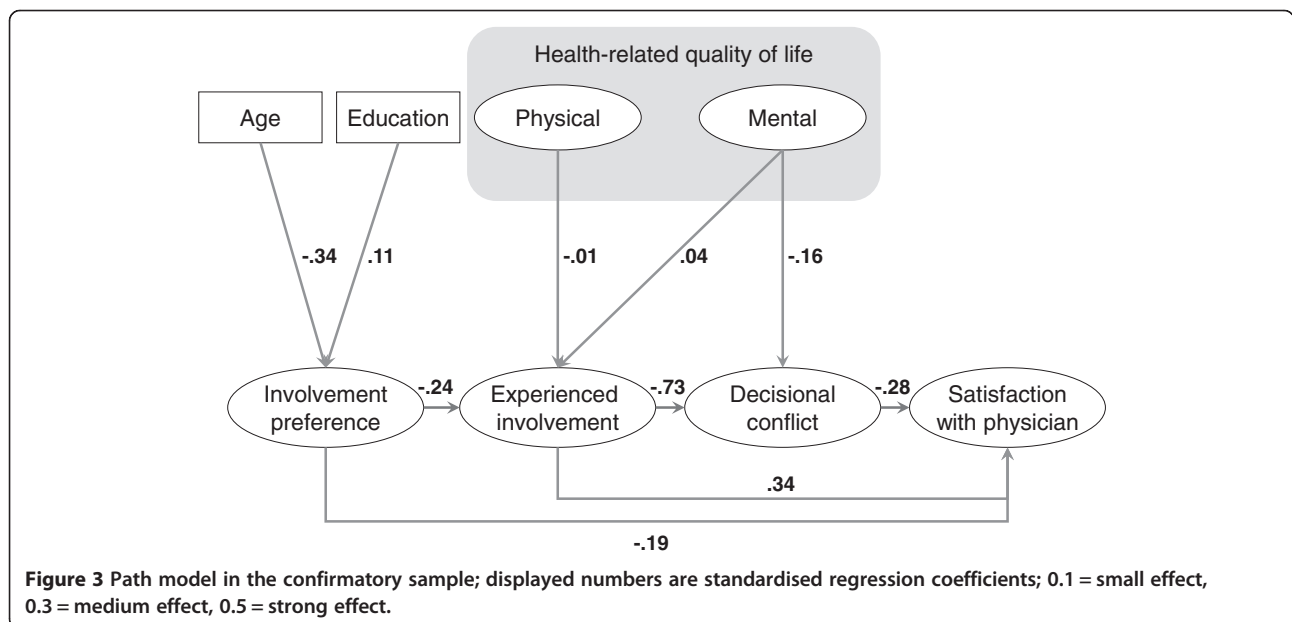 Health-related quality of life
Age
Education
Physical
Mental
-.34
.11
-.01
.04
-.16
Involvement
preference
-.24
Experienced
involvement
-.73
Decisional
conflict
-.28
Satisfaction
with physician
.34
-.19
Figure 3 Path model in the confirmatory sample; displayed numbers are standardised regression coefficients; 0.1 = small effect,
0.3 = medium effect, 0.5 = strong effect.